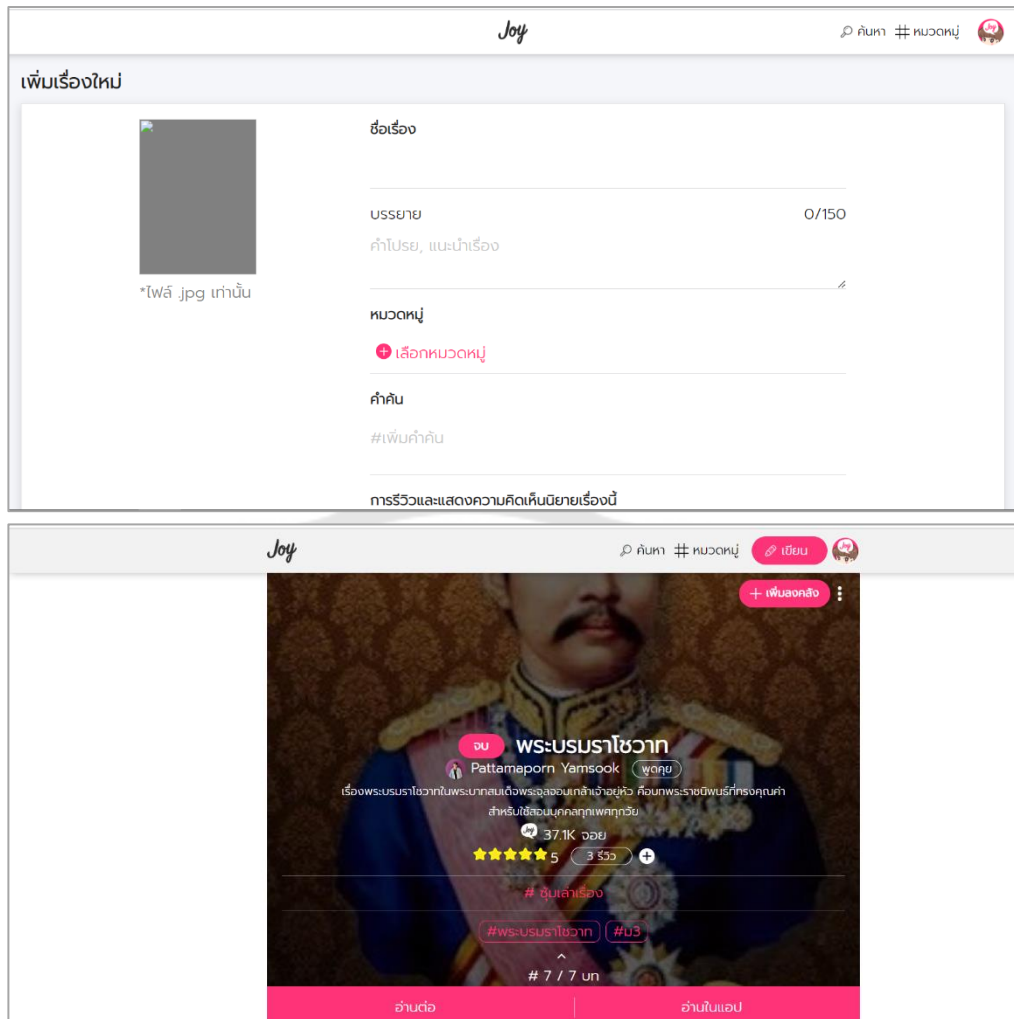 Joy ค้นหา หมวดหมู่
เพิ่มเรื่องใหม่
ชื่อเรื่อง
บรรยาย 0/150
คำโปรย, แนะนำเรื่อง
*ไฟล์ .jpg เท่านั้น
หมวดหมู่
เลือกหมวดหมู่
คำค้น
#เพิ่มคำค้น
การรีวิวและแสดงความคิดเห็นนิยายเรื่องนี้
Joy ค้นหา หมวดหมู่ เขียน
+ เพิ่มลงคลัง
จบ พระบรมราโชวาท
Pattamaporn Yamsook พูดคุย
เรื่องพระบรมราโชวาทในพระบาทสมเด็จพระจุลจอมเกล้าเจ้าอยู่หัว คือบทพระราชนิพนธ์ที่ทรงคุณค่า
สำหรับใช้สอนบุคคลทุกเพศทุกวัย
Joy 37.1K จอย
5 3 รีวิว
# ซุ้มเล่าเรื่อง
#พระบรมราโชวาท #ม3
# 7 / 7 บท
อ่านต่อ อ่านในแอป